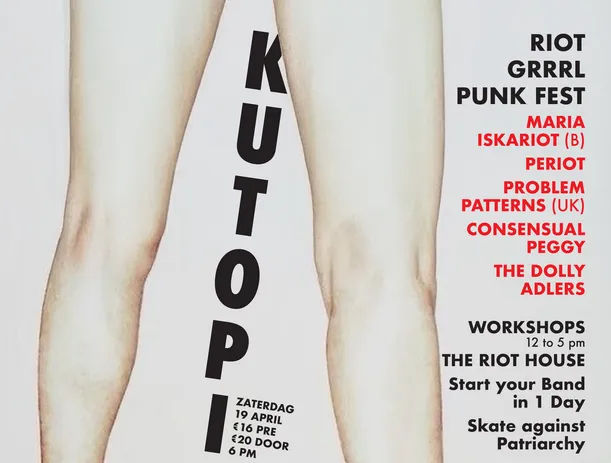 KUTOPI
ZATERDAG
19 APRIL
€16 PRE
€20 DOOR
6 PM
RIOT
GRRRL
PUNK FEST
MARIA
ISKARIOT (B)
PERIOT
PROBLEM
PATTERNS (UK)
CONSENSUAL
PEGGY
THE DOLLY
ADLERS
WORKSHOPS
12 to 5 pm
THE RIOT HOUSE
Start your Band
in 1 Day
Skate against
Patriarchy